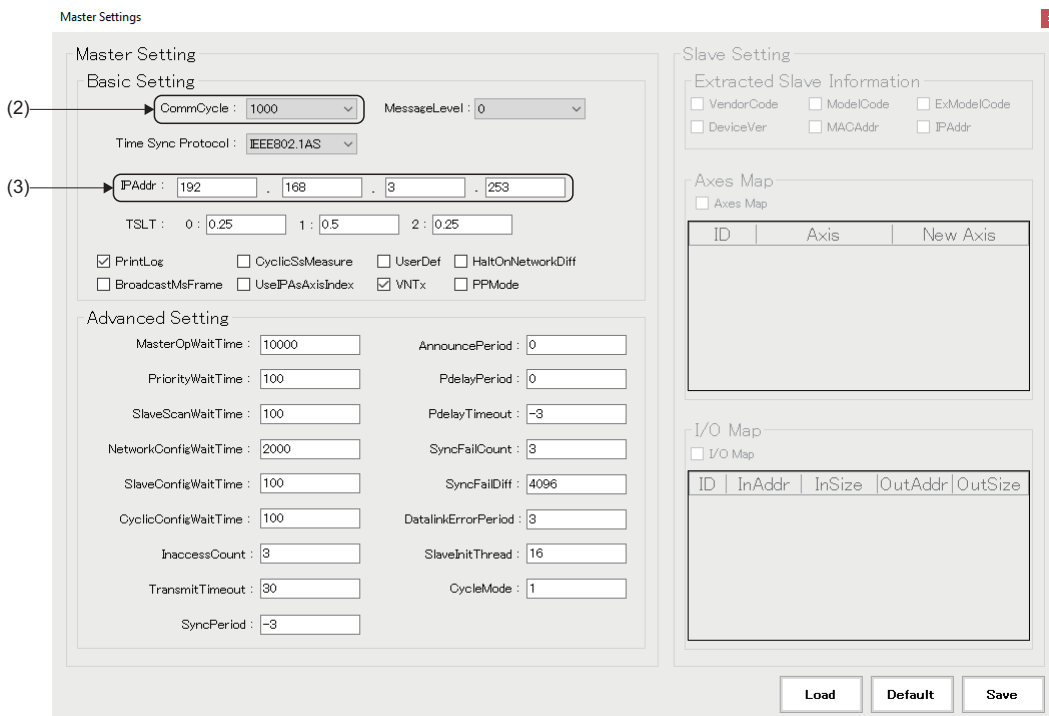 Master Settings
Master Setting
Basic Setting
(2)
CommCycle : 1000
MessageLevel : 0
Time Sync Protocol : IEEE802.1AS
(3)
IPAddr : 192 . 168 . 3 . 253
TSLT : 0 : 0.25 1 : 0.5 2 : 0.25
PrintLog CyclicSsMeasure UserDef HaltOnNetworkDiff
BroadcastMsFrame UseIPAsAxisIndex VNTx PPMode
Advanced Setting
MasterOpWaitTime : 10000
PriorityWaitTime : 100
SlaveScanWaitTime : 100
NetworkConfigWaitTime : 2000
SlaveConfigWaitTime : 100
CyclicConfigWaitTime : 100
InaccessCount : 3
TransmitTimeout : 30
SyncPeriod : -3
AnnouncePeriod : 0
PdelayPeriod : 0
PdelayTimeout : -3
SyncFailCount : 3
SyncFailDiff : 4096
DatalinkErrorPeriod : 3
SlaveInitThread : 16
CycleMode : 1
Slave Setting
Extracted Slave Information
VendorCode ModelCode ExModelCode
DeviceVer MACAddr IPAddr
Axes Map
Axes Map
ID Axis New Axis
I/O Map
I/O Map
ID InAddr InSize OutAddr OutSize
Load Default Save